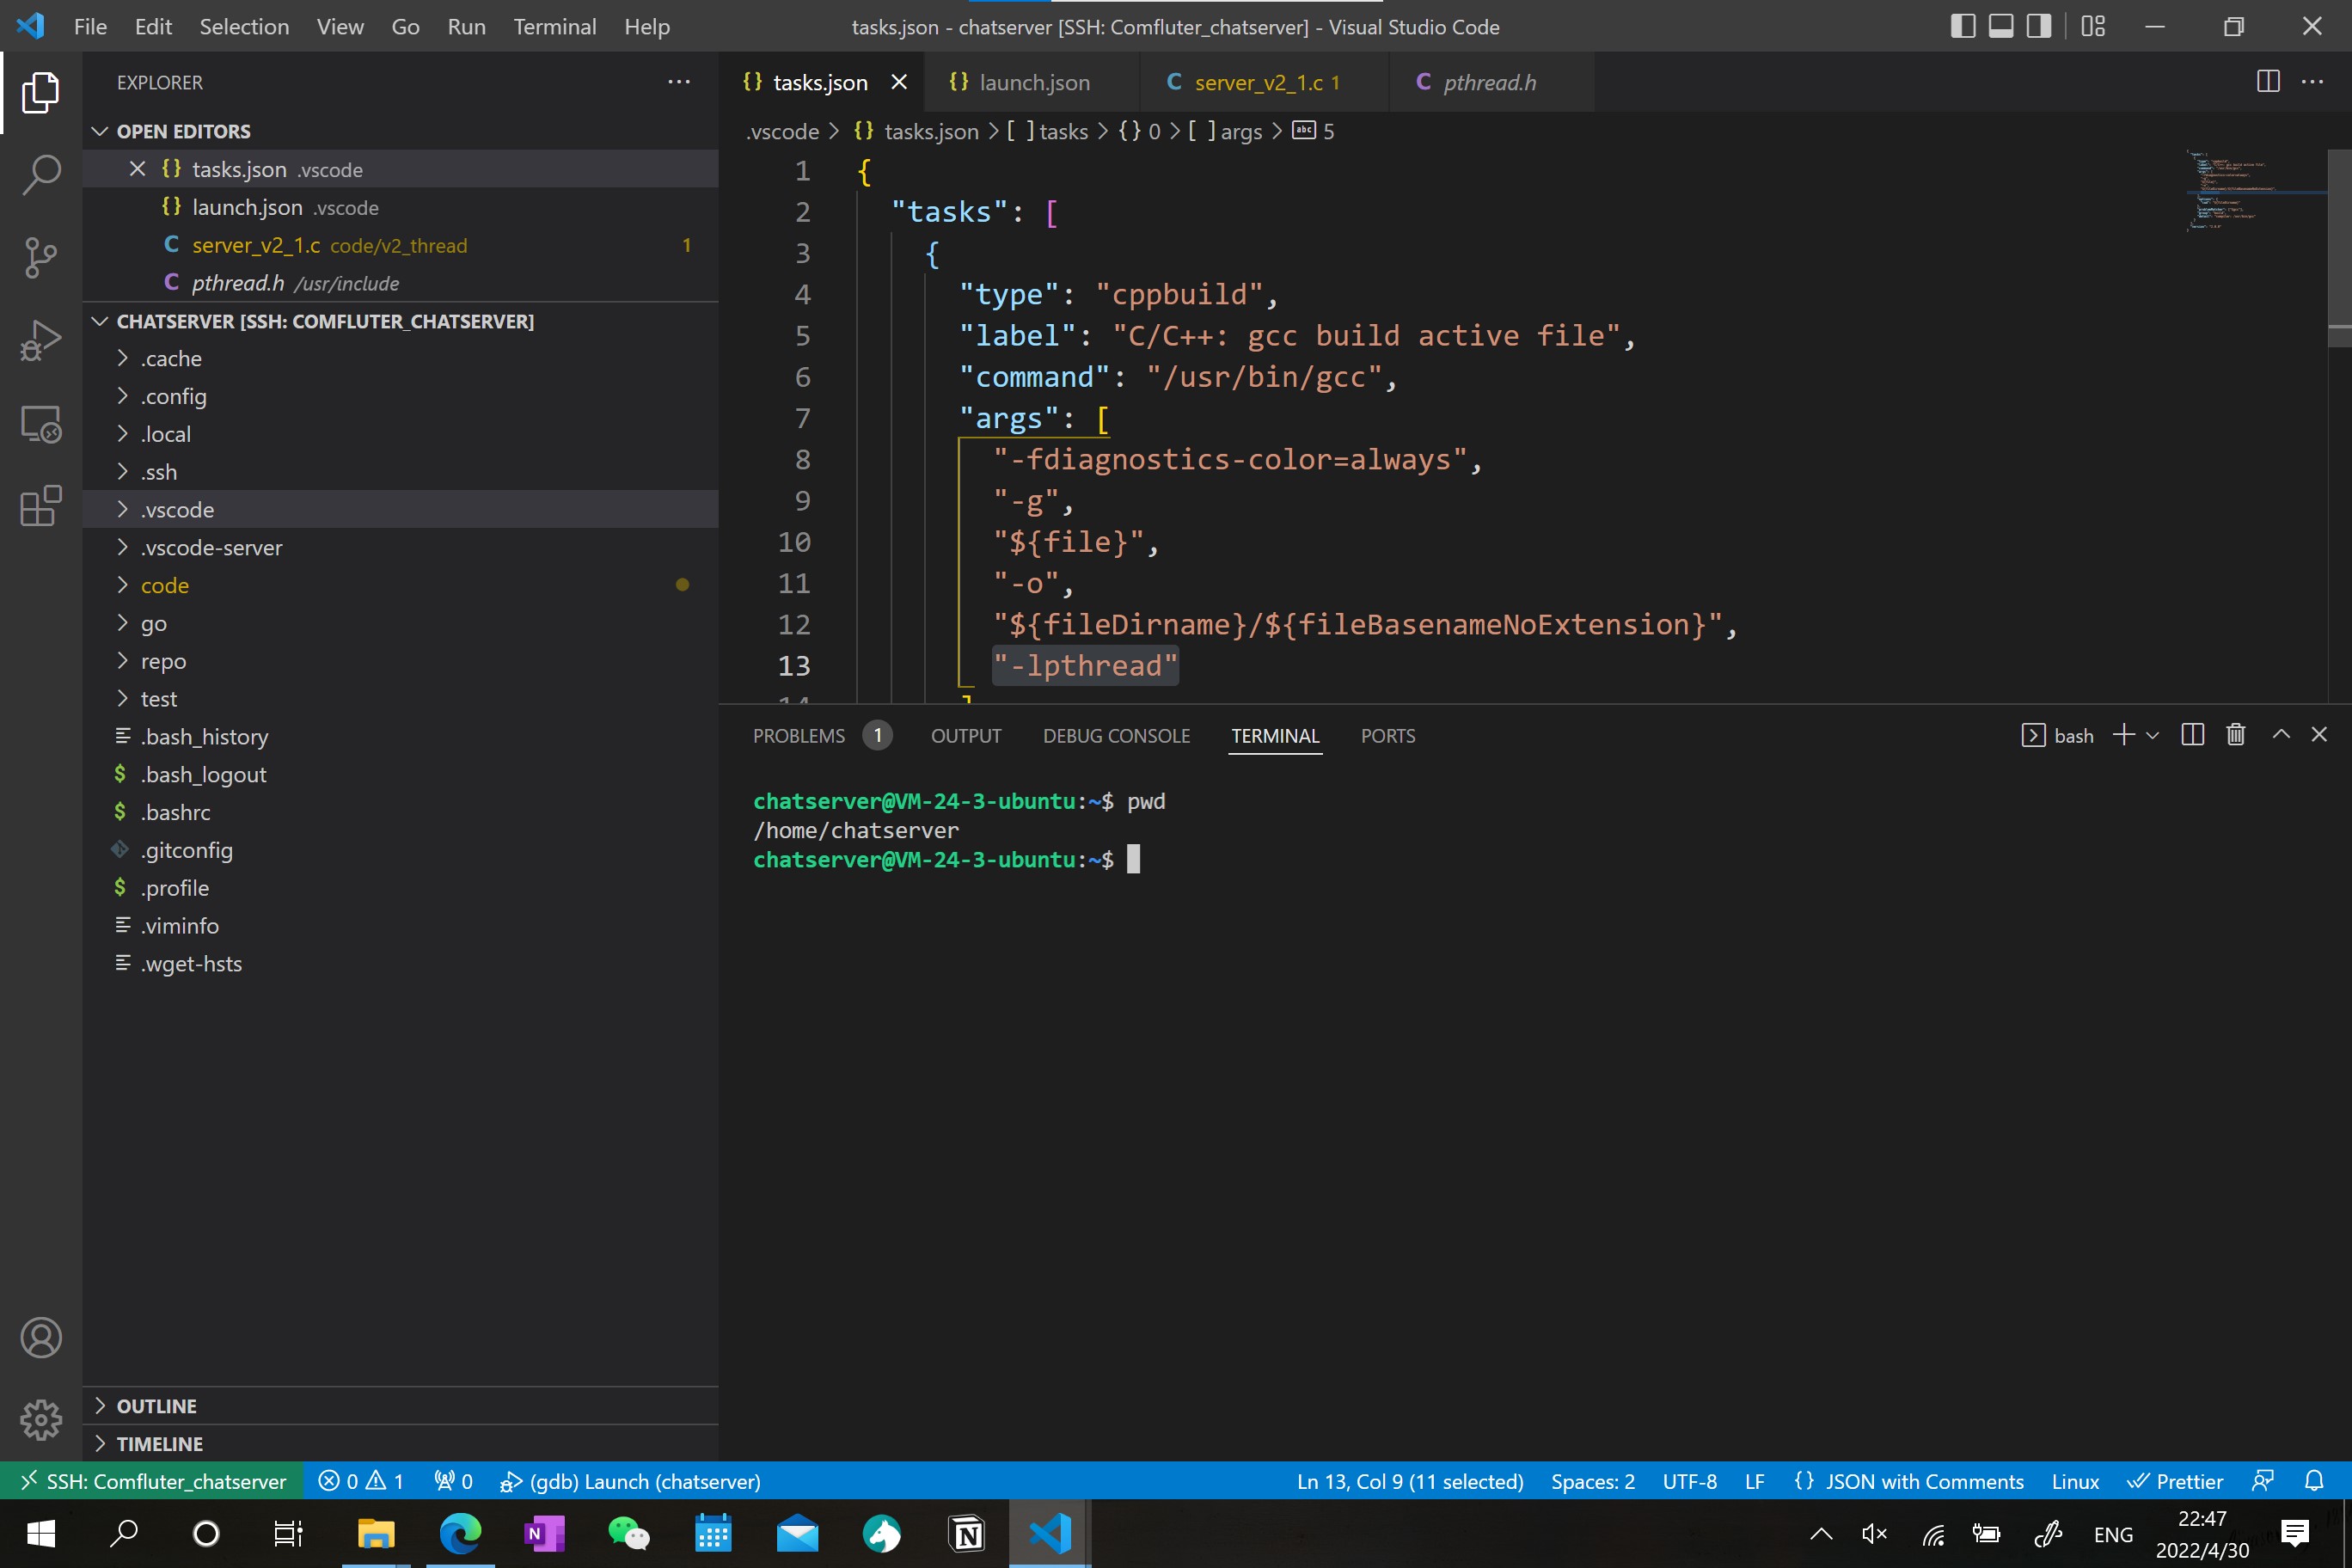 File Edit Selection View Go Run Terminal Help
tasks.json - chatserver [SSH: Comfluter_chatserver] - Visual Studio Code
EXPLORER
OPEN EDITORS
tasks.json .vscode
launch.json .vscode
C server_v2_1.c code/v2_thread 1
C pthread.h /usr/include
CHATSERVER [SSH: COMFLUTER_CHATSERVER]
.cache
.config
.local
.ssh
.vscode
.vscode-server
code
go
repo
test
.bash_history
$ .bash_logout
$ .bashrc
.gitconfig
$ .profile
.viminfo
.wget-hsts
OUTLINE
TIMELINE
{} tasks.json {} launch.json C server_v2_1.c 1 C pthread.h
.vscode > {} tasks.json > [ ] tasks > {} 0 > [ ] args > abc 5
1 {
2 "tasks": [
3 {
4 "type": "cppbuild",
5 "label": "C/C++: gcc build active file",
6 "command": "/usr/bin/gcc",
7 "args": [
8 "-fdiagnostics-color=always",
9 "-g",
10 "${file}",
11 "-o",
12 "${fileDirname}/${fileBasenameNoExtension}",
13 "-lpthread"
14 ]
PROBLEMS 1 OUTPUT DEBUG CONSOLE TERMINAL PORTS
bash
chatserver@VM-24-3-ubuntu:~$ pwd
/home/chatserver
chatserver@VM-24-3-ubuntu:~$
SSH: Comfluter_chatserver 0 1 0 (gdb) Launch (chatserver)
Ln 13, Col 9 (11 selected) Spaces: 2 UTF-8 LF {} JSON with Comments Linux Prettier
N
N
ENG
22:47
2022/4/30